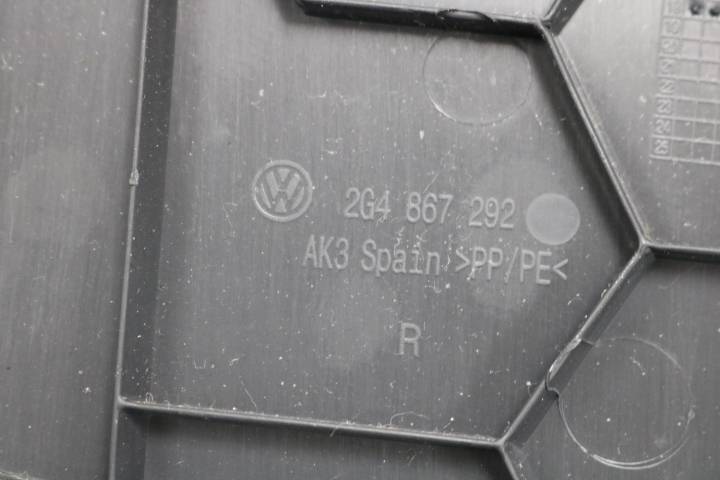 2G4 867 292
AK3 Spain >PP/PE<
R